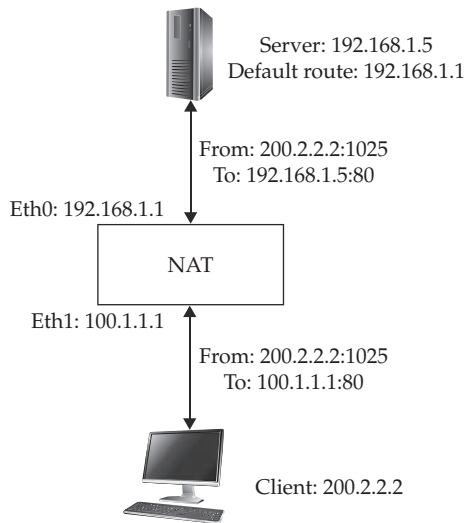 Server: 192.168.1.5
Default route: 192.168.1.1
From: 200.2.2.2:1025
To: 192.168.1.5:80
Eth0: 192.168.1.1
NAT
Eth1: 100.1.1.1
From: 200.2.2.2:1025
To: 100.1.1.1:80
Client: 200.2.2.2